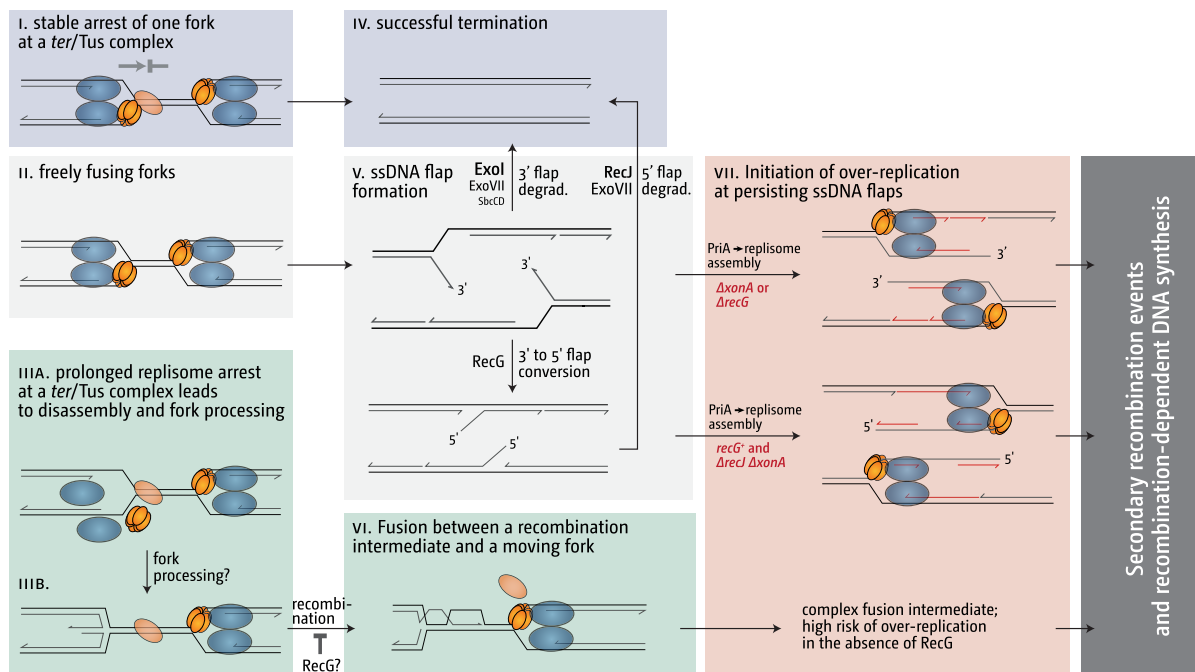 I. stable arrest of one fork
at a ter/Tus complex
II. freely fusing forks
IIIA. prolonged replisome arrest
at a ter/Tus complex leads
to disassembly and fork processing
fork
processing?
IIIB.
recombi-
nation
RecG?
IV. successful termination
V. ssDNA flap
formation
ExoI
ExoVII
SbcCD
3' flap
degrad.
RecJ
ExoVII
5' flap
degrad.
3'
3'
RecG
3' to 5' flap
conversion
5'
5'
VI. Fusion between a recombination
intermediate and a moving fork
PriA → replisome
assembly
ΔxonA or
ΔrecG
PriA → replisome
assembly
recG⁺ and
ΔrecJ ΔxonA
VII. Initiation of over-replication
at persisting ssDNA flaps
3'
3'
5'
5'
complex fusion intermediate;
high risk of over-replication
in the absence of RecG
Secondary recombination events
and recombination-dependent DNA synthesis